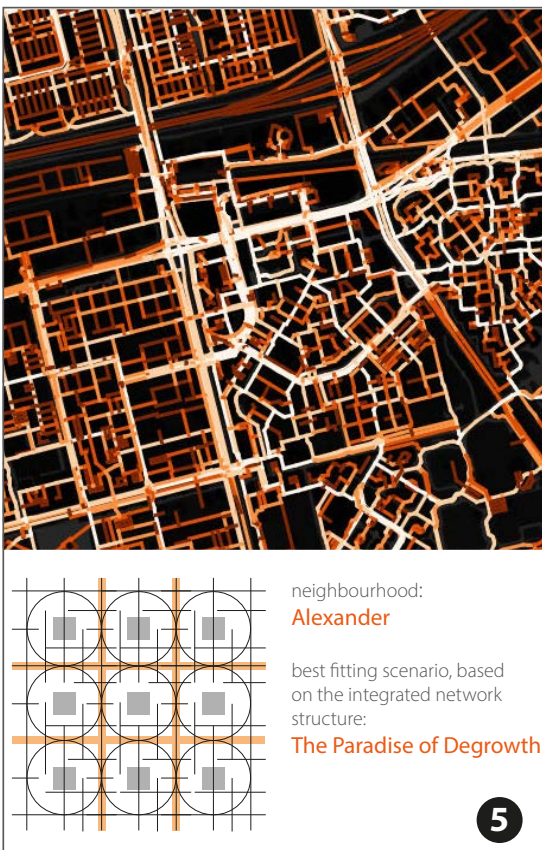 neighbourhood:
Alexander
best fitting scenario, based
on the integrated network
structure:
The Paradise of Degrowth
5